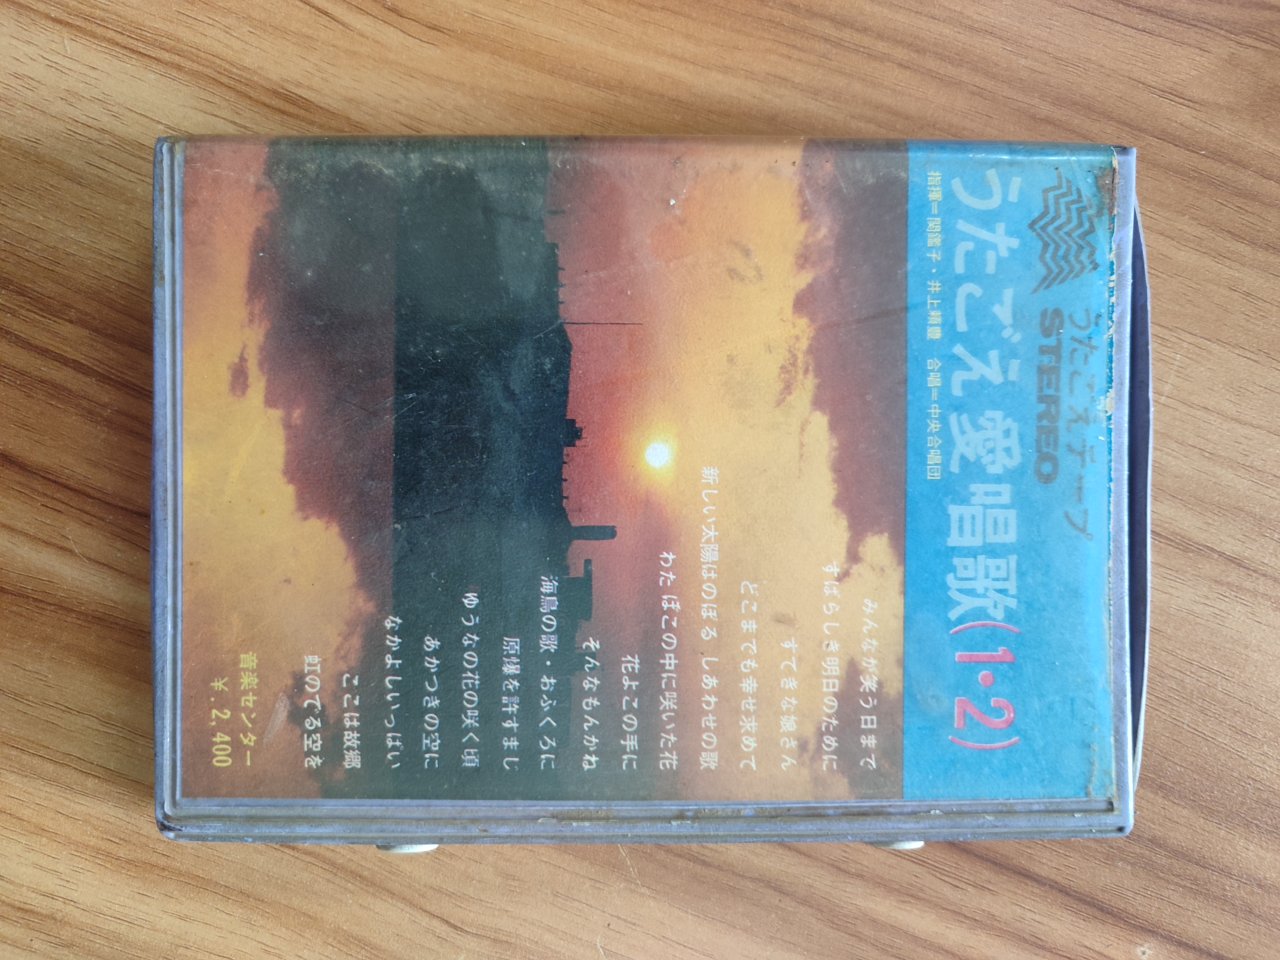 うたごえテープ
STEREO
うたごえ愛唱歌(1・2)
指揮=関鑑子・井上頼豊 合唱=中央合唱団
みんなが笑う日まで
すばらしき明日のために
すてきな娘さん
どこまでも幸せ求めて
新しい太陽はのぼる しあわせの歌
わたぼこの中に咲いた花
花よこの手に
そんなもんかね
海鳥の歌・おふくろに
原爆を許すまじ
ゆうなの花の咲く頃
あかつきの空に
なかよしいっぱい
ここは故郷
虹のでる空を
音楽センター
¥. 2,400